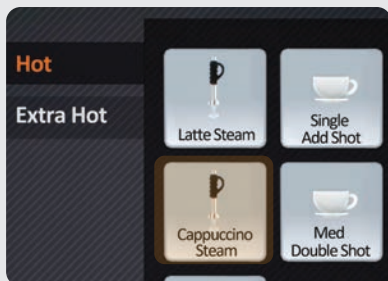 Hot
Extra Hot
Latte Steam
Single
Add Shot
Cappuccino
Steam
Med
Double Shot